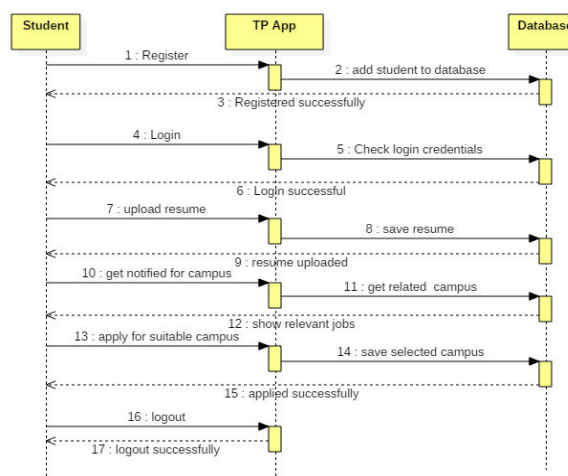 Student
TP App
Database
1 : Register
2 : add student to database
3 : Registered successfully
4 : Login
5 : Check login credentials
6 : Login successful
7 : upload resume
8 : save resume
9 : resume uploaded
10 : get notified for campus
11 : get related campus
12 : show relevant jobs
13 : apply for suitable campus
14 : save selected campus
15 : applied successfully
16 : logout
17 : logout successfully